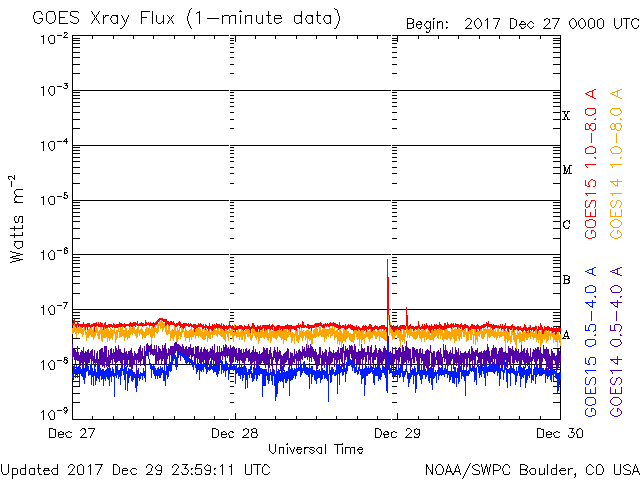 GOES Xray Flux (1-minute data)
Begin: 2017 Dec 27 0000 UTC
10⁻²
10⁻³
10⁻⁴
10⁻⁵
10⁻⁶
10⁻⁷
10⁻⁸
10⁻⁹
Watts m⁻²
X
M
C
B
A
GOES15 1.0-8.0 A
GOES14 1.0-8.0 A
GOES15 0.5-4.0 A
GOES14 0.5-4.0 A
Dec 27
Dec 28
Dec 29
Dec 30
Universal Time
Updated 2017 Dec 29 23:59:11 UTC
NOAA/SWPC Boulder, CO USA